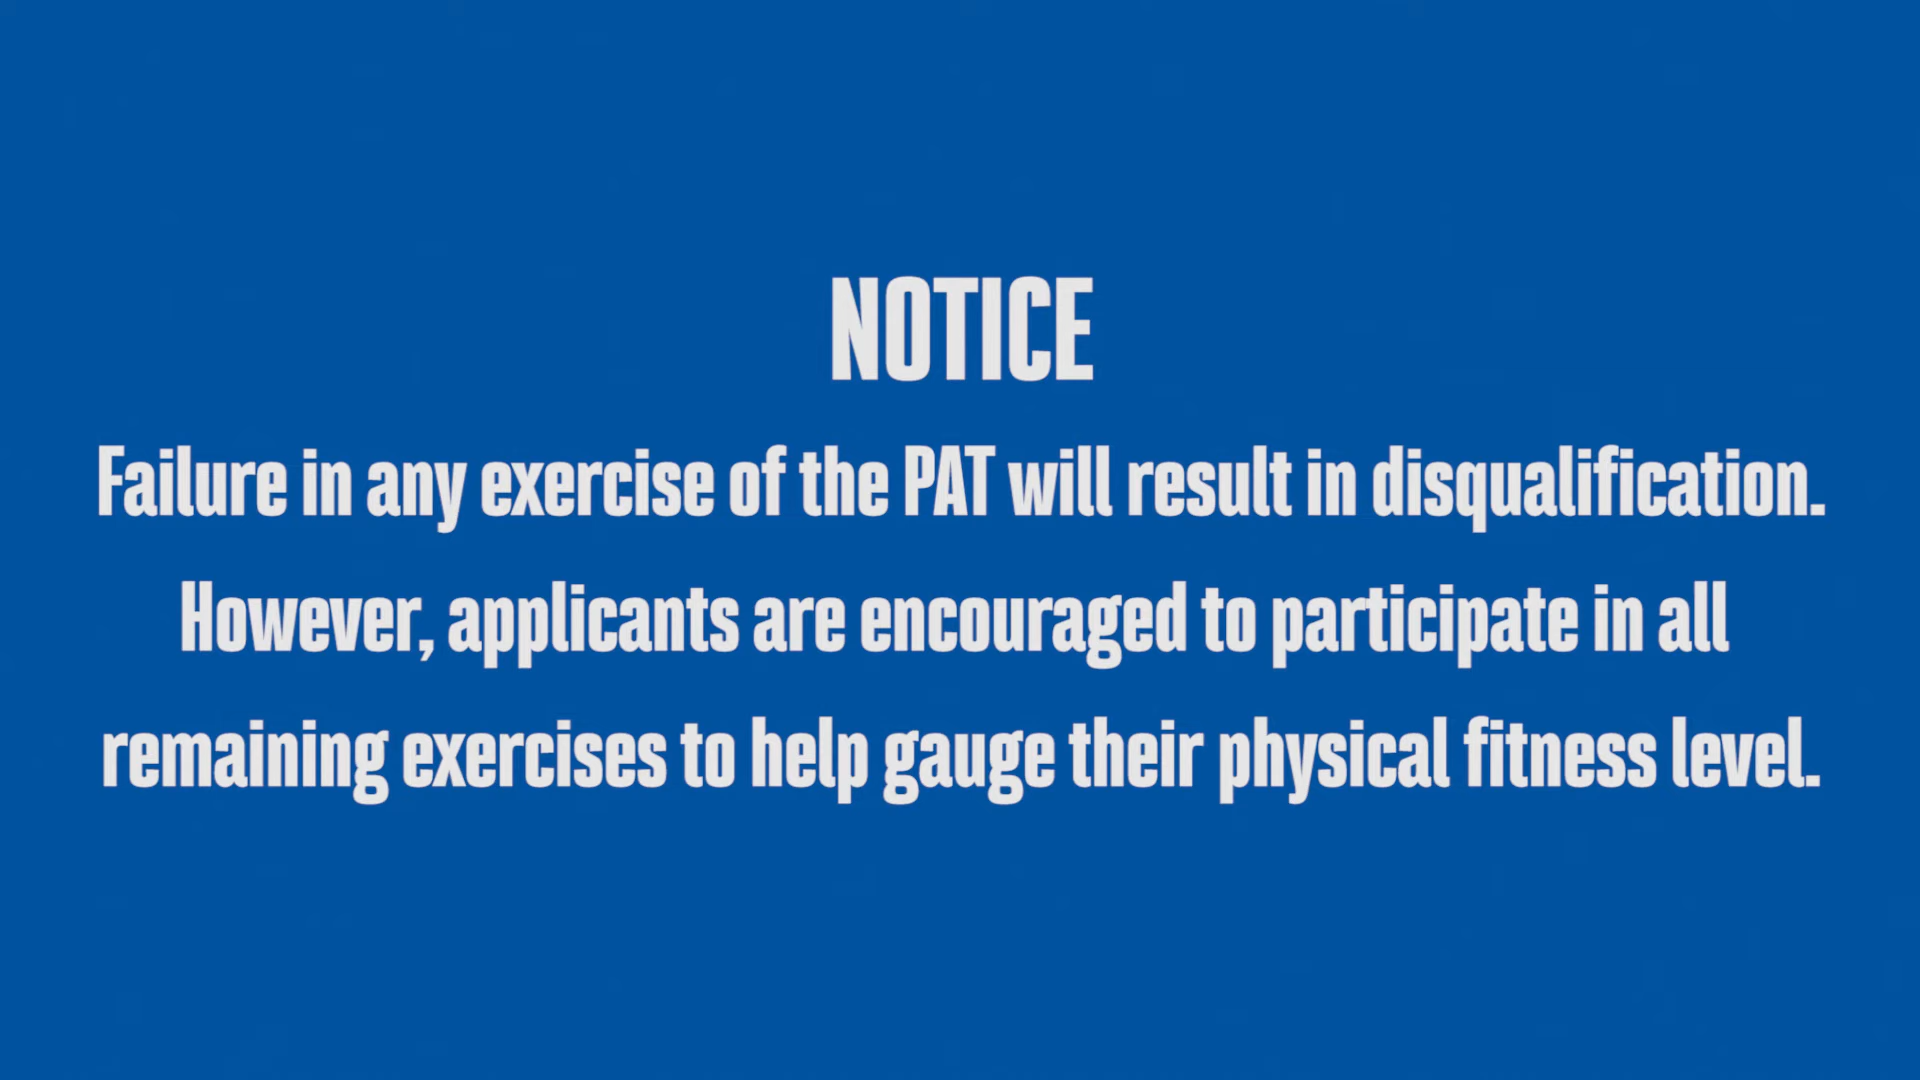 NOTICE
Failure in any exercise of the PAT will result in disqualification.
However, applicants are encouraged to participate in all
remaining exercises to help gauge their physical fitness level.